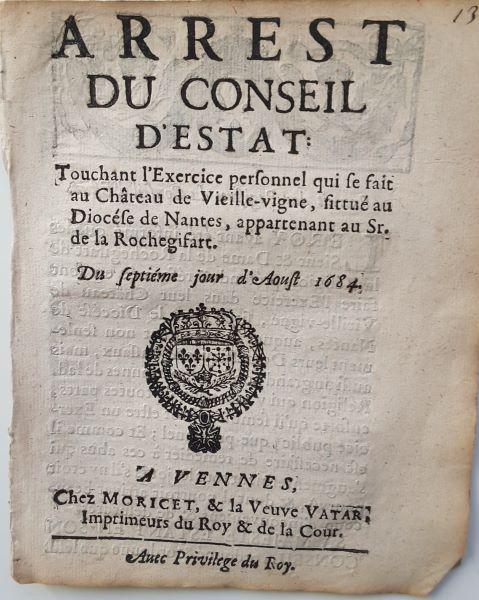 13
ARREST
DU CONSEIL
D'ESTAT:
Touchant l'Exercice personnel qui se fait
au Château de Vieille-vigne, sittué au
Diocése de Nantes, appartenant au Sr.
de la Rochegifart.
Du septiéme jour d'Aoust 1684.
A VENNES,
Chez MORICET, & la Veuve VATAR,
Imprimeurs du Roy & de la Cour.
Avec Privilege du Roy.